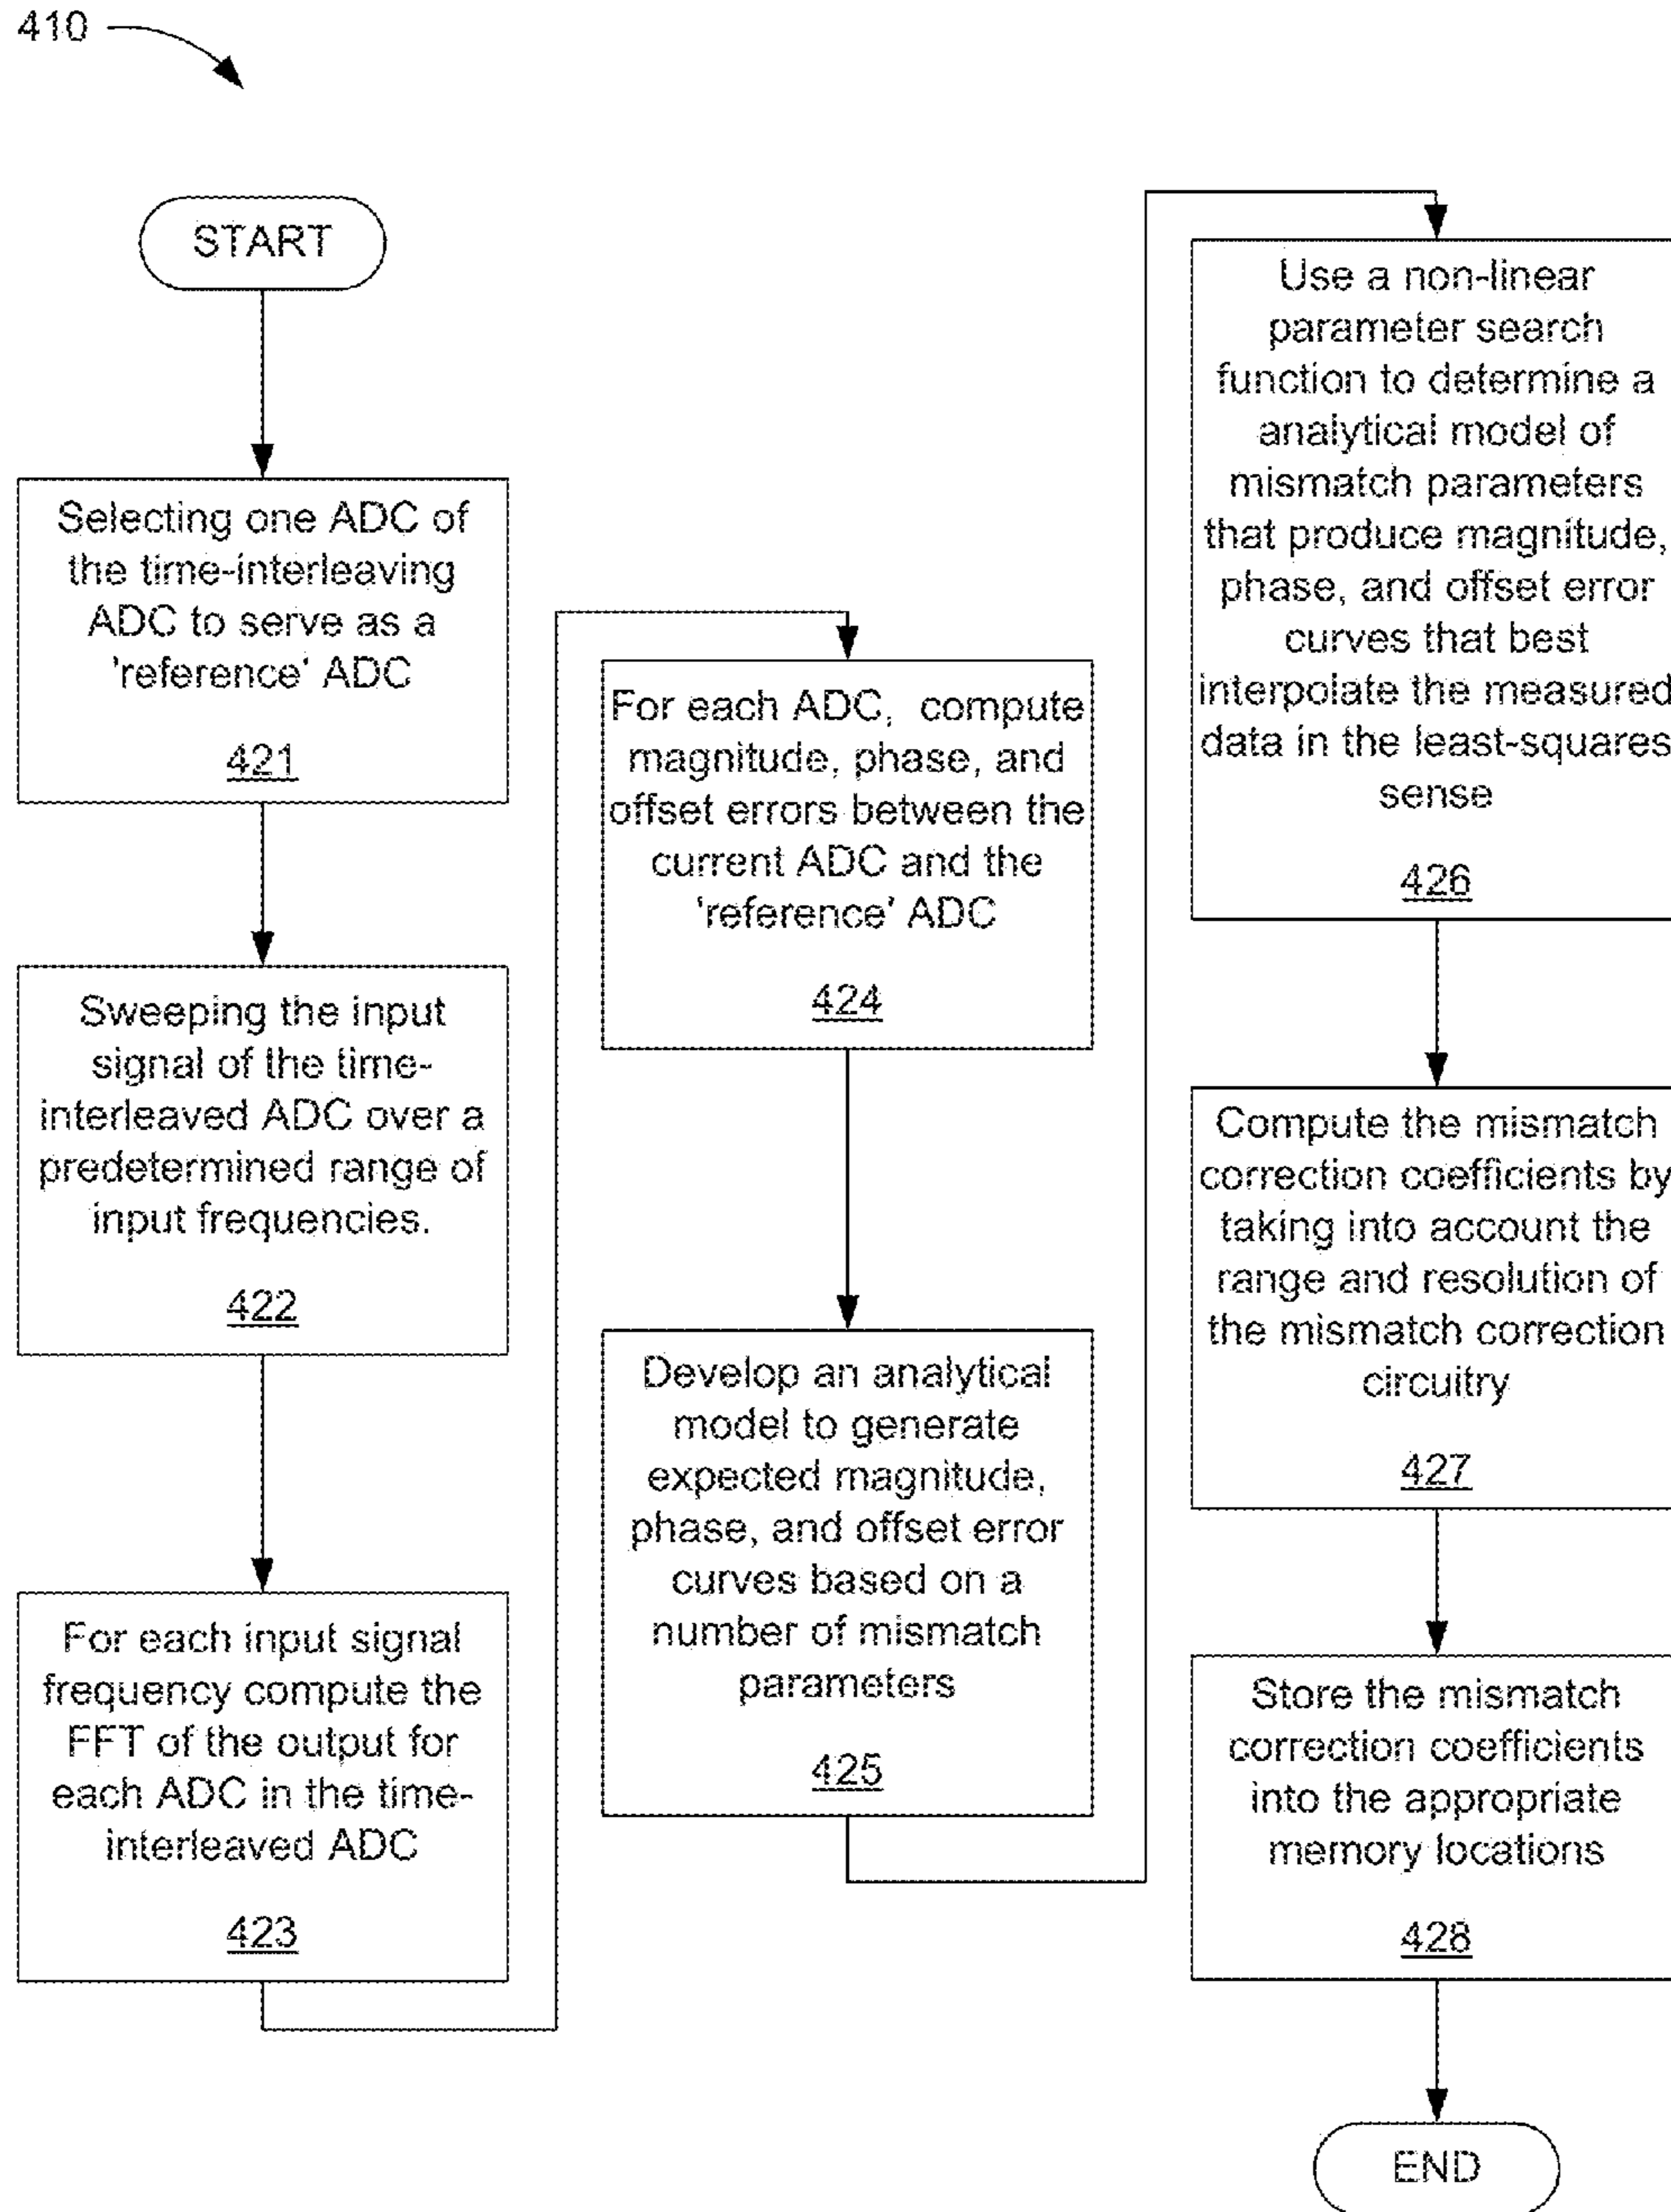 410
START
Selecting one ADC of
the time-interleaving
ADC to serve as a
'reference' ADC
421
Sweeping the input
signal of the time-
interleaved ADC over a
predetermined range of
input frequencies.
422
For each input signal
frequency compute the
FFT of the output for
each ADC in the time-
interleaved ADC
423
For each ADC, compute
magnitude, phase, and
offset errors between the
current ADC and the
'reference' ADC
424
Develop an analytical
model to generate
expected magnitude,
phase, and offset error
curves based on a
number of mismatch
parameters
425
Use a non-linear
parameter search
function to determine a
analytical model of
mismatch parameters
that produce magnitude,
phase, and offset error
curves that best
interpolate the measured
data in the least-squares
sense
426
Compute the mismatch
correction coefficients by
taking into account the
range and resolution of
the mismatch correction
circuitry
427
Store the mismatch
correction coefficients
into the appropriate
memory locations
428
END